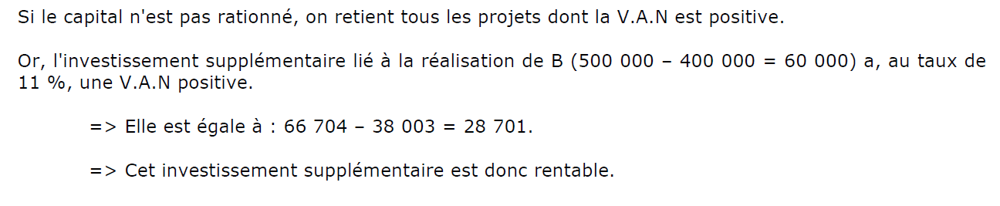 Si le capital n'est pas rationné, on retient tous les projets dont la V.A.N est positive.
Or, l'investissement supplémentaire lié à la réalisation de B (500 000 – 400 000 = 60 000) a, au taux de
11 %, une V.A.N positive.
=> Elle est égale à : 66 704 – 38 003 = 28 701.
=> Cet investissement supplémentaire est donc rentable.